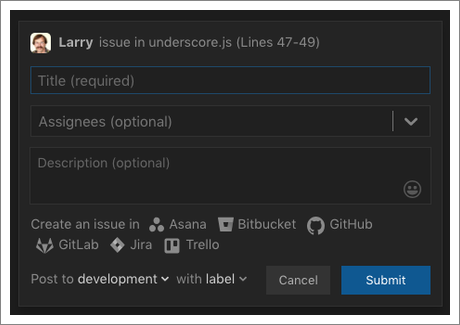 Larry issue in underscore.js (Lines 47-49)
Title (required)
Assignees (optional)
Description (optional)
Create an issue in Asana Bitbucket GitHub
GitLab Jira Trello
Post to development with label Cancel Submit